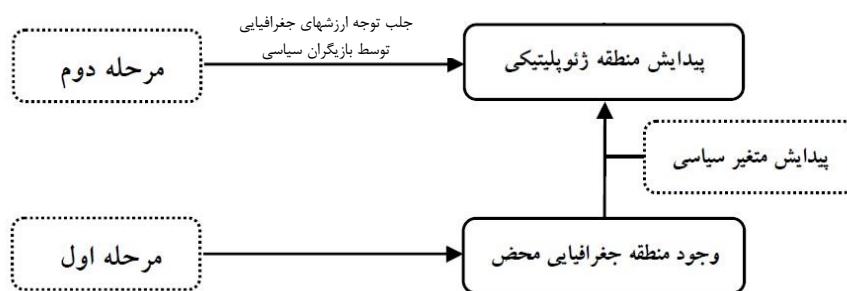 جلب توجه ارزشهای جغرافیایی
توسط بازیگران سیاسی
پیدایش منطقه ژئوپلیتیکی
مرحله دوم
پیدایش متغیر سیاسی
وجود منطقه جغرافیایی محض
مرحله اول